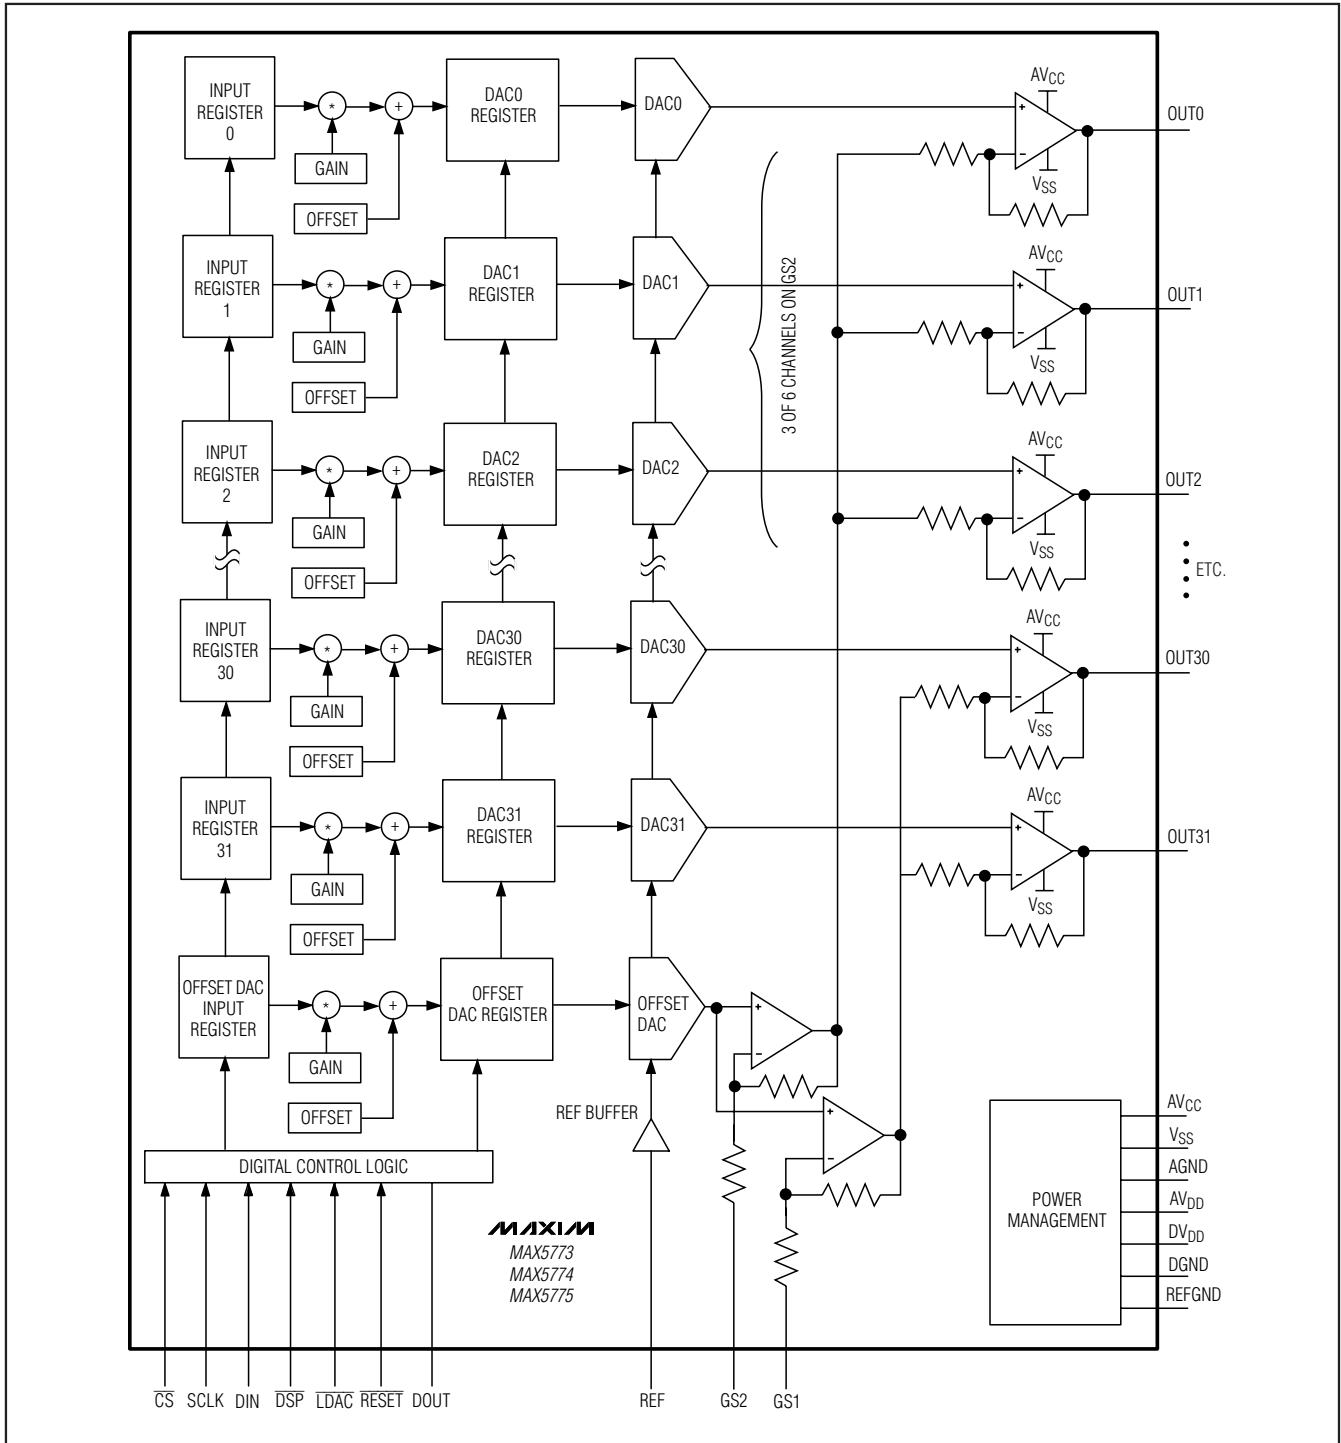 AVCC
INPUT
REGISTER
0
*
+
DAC0
REGISTER
DAC0
+
−
OUT0
GAIN
VSS
OFFSET
3 OF 6 CHANNELS ON GS2
AVCC
INPUT
REGISTER
1
*
+
DAC1
REGISTER
DAC1
+
−
OUT1
GAIN
VSS
OFFSET
AVCC
INPUT
REGISTER
2
*
+
DAC2
REGISTER
DAC2
+
−
OUT2
GAIN
VSS
OFFSET
ETC.
AVCC
INPUT
REGISTER
30
*
+
DAC30
REGISTER
DAC30
+
−
OUT30
GAIN
VSS
OFFSET
AVCC
INPUT
REGISTER
31
*
+
DAC31
REGISTER
DAC31
+
−
OUT31
GAIN
VSS
OFFSET
OFFSET DAC
INPUT
REGISTER
*
+
OFFSET
DAC REGISTER
OFFSET
DAC
+
−
GAIN
OFFSET
REF BUFFER
+
−
DIGITAL CONTROL LOGIC
POWER
MANAGEMENT
AVCC
VSS
AGND
AVDD
DVDD
DGND
REFGND
MAXIM
MAX5773
MAX5774
MAX5775
CS SCLK DIN DSP LDAC RESET DOUT REF GS2 GS1